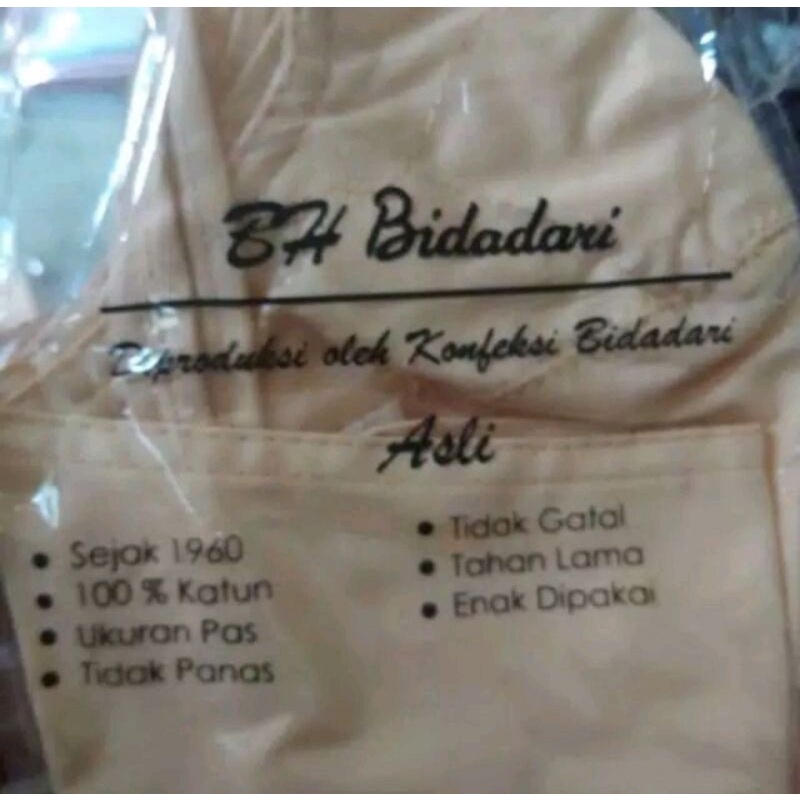 BH Bidadari
Diproduksi oleh Konfeksi Bidadari
Asli
• Sejak 1960
• 100 % Katun
• Ukuran Pas
• Tidak Panas
• Tidak Gatal
• Tahan Lama
• Enak Dipakai